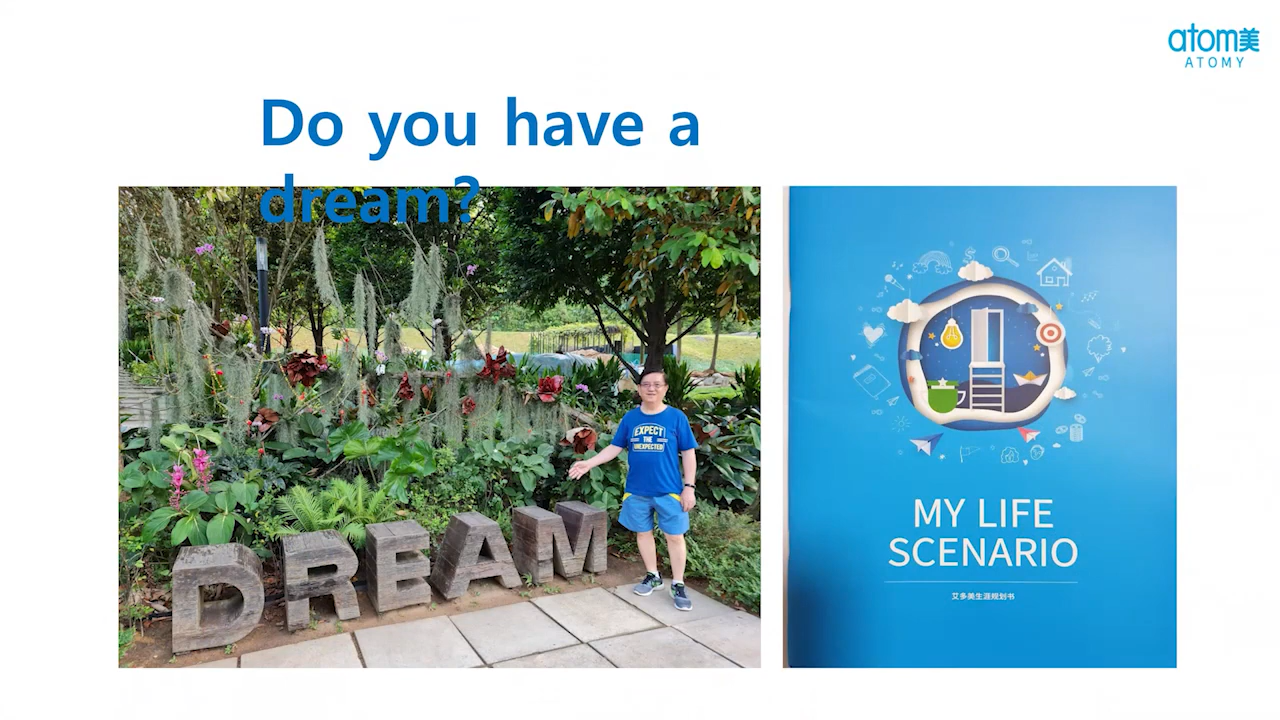 atom美
ATOMY
Do you have a
dream?
EXPECT
THE
UNEXPECTED
DREAM
MY LIFE
SCENARIO
艾多美生涯规划书